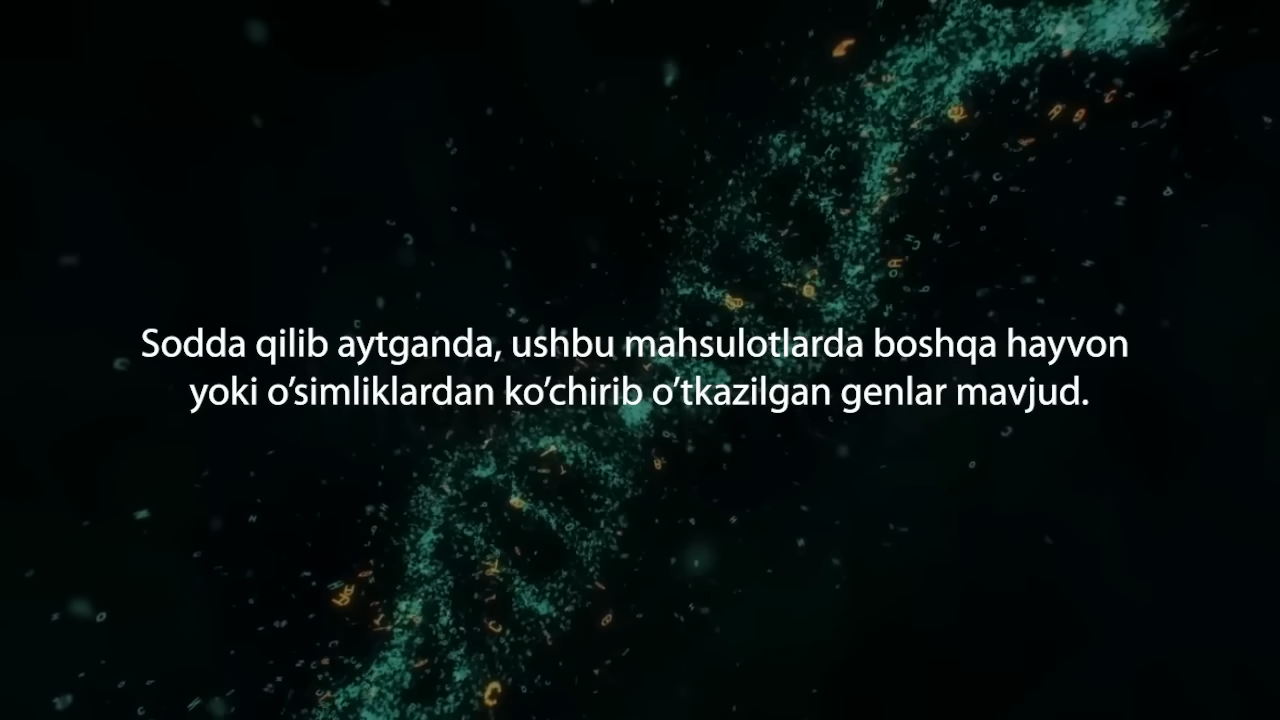 Sodda qilib aytganda, ushbu mahsulotlarda boshqa hayvon
yoki o’simliklardan ko’chirib o’tkazilgan genlar mavjud.